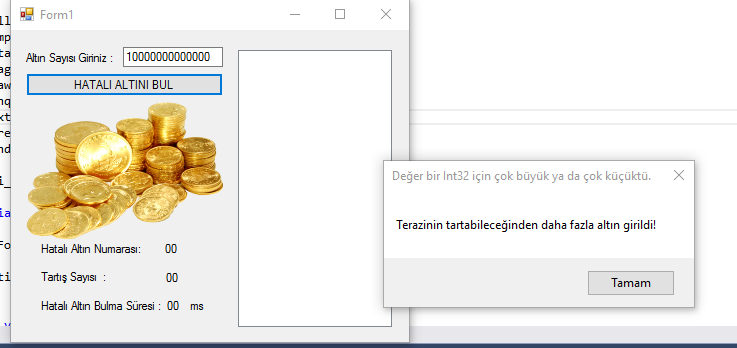 Form1
Altın Sayısı Giriniz :
10000000000000
HATALI ALTINI BUL
Hatalı Altın Numarası: 00
Tartış Sayısı : 00
Hatalı Altın Bulma Süresi : 00 ms
Değer bir Int32 için çok büyük ya da çok küçüktü.
Terazinin tartabileceğinden daha fazla altın girildi!
Tamam